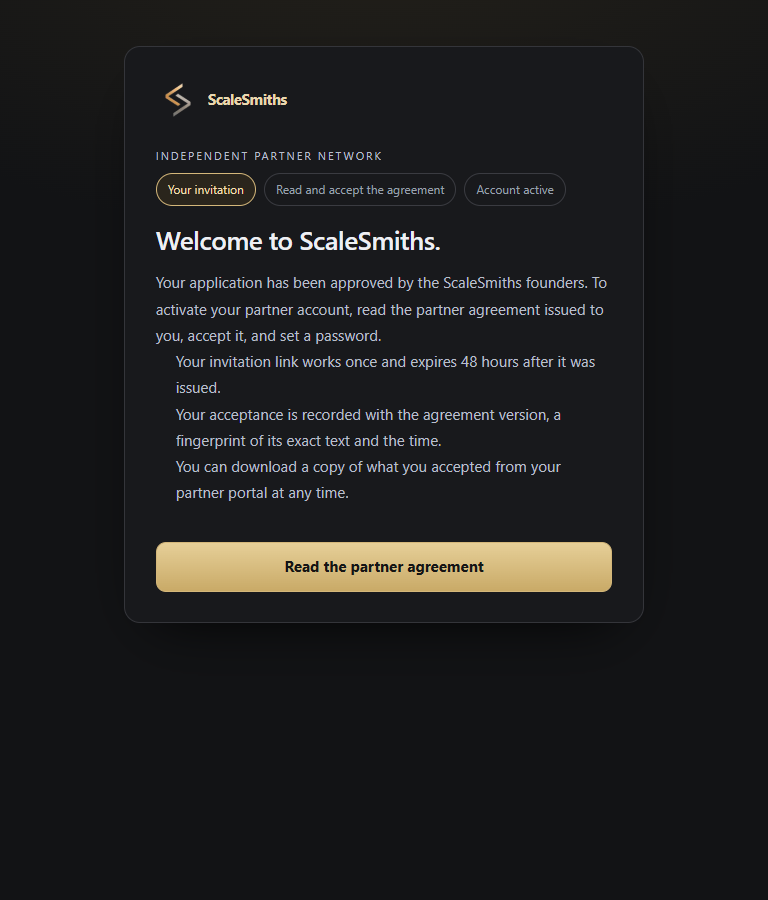 ScaleSmiths
INDEPENDENT PARTNER NETWORK
Your invitation
Read and accept the agreement
Account active
Welcome to ScaleSmiths.
Your application has been approved by the ScaleSmiths founders. To
activate your partner account, read the partner agreement issued to
you, accept it, and set a password.
Your invitation link works once and expires 48 hours after it was
issued.
Your acceptance is recorded with the agreement version, a
fingerprint of its exact text and the time.
You can download a copy of what you accepted from your
partner portal at any time.
Read the partner agreement